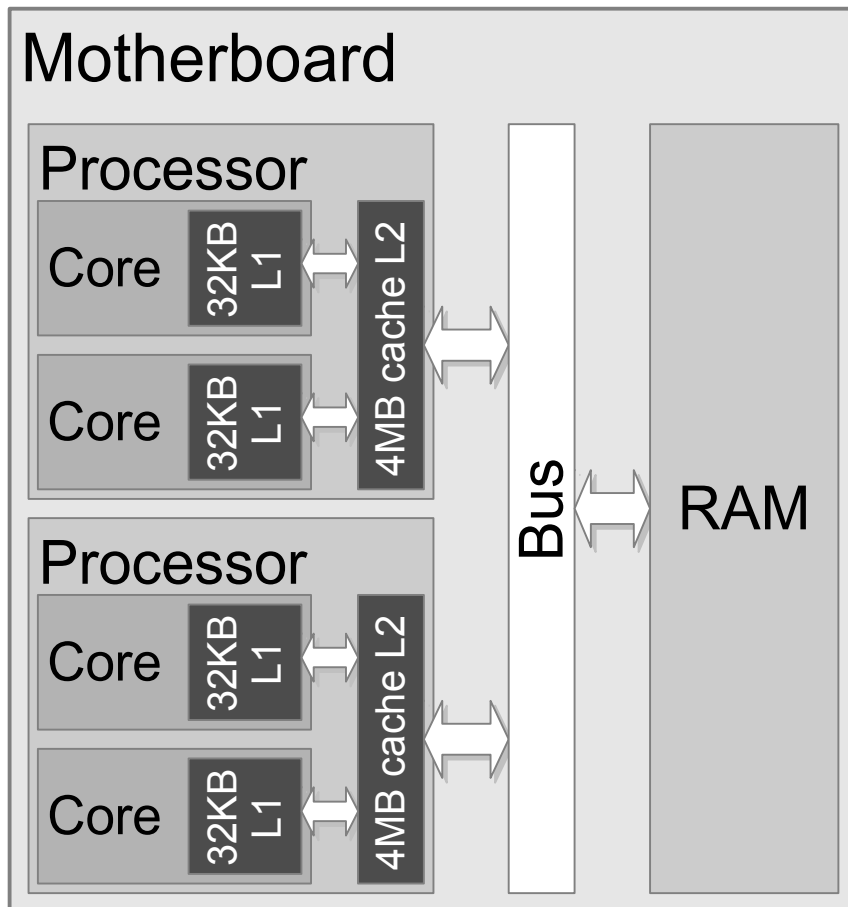 Motherboard
Processor
Core
32KB
L1
Core
32KB
L1
4MB cache L2
Processor
Core
32KB
L1
Core
32KB
L1
4MB cache L2
Bus
RAM